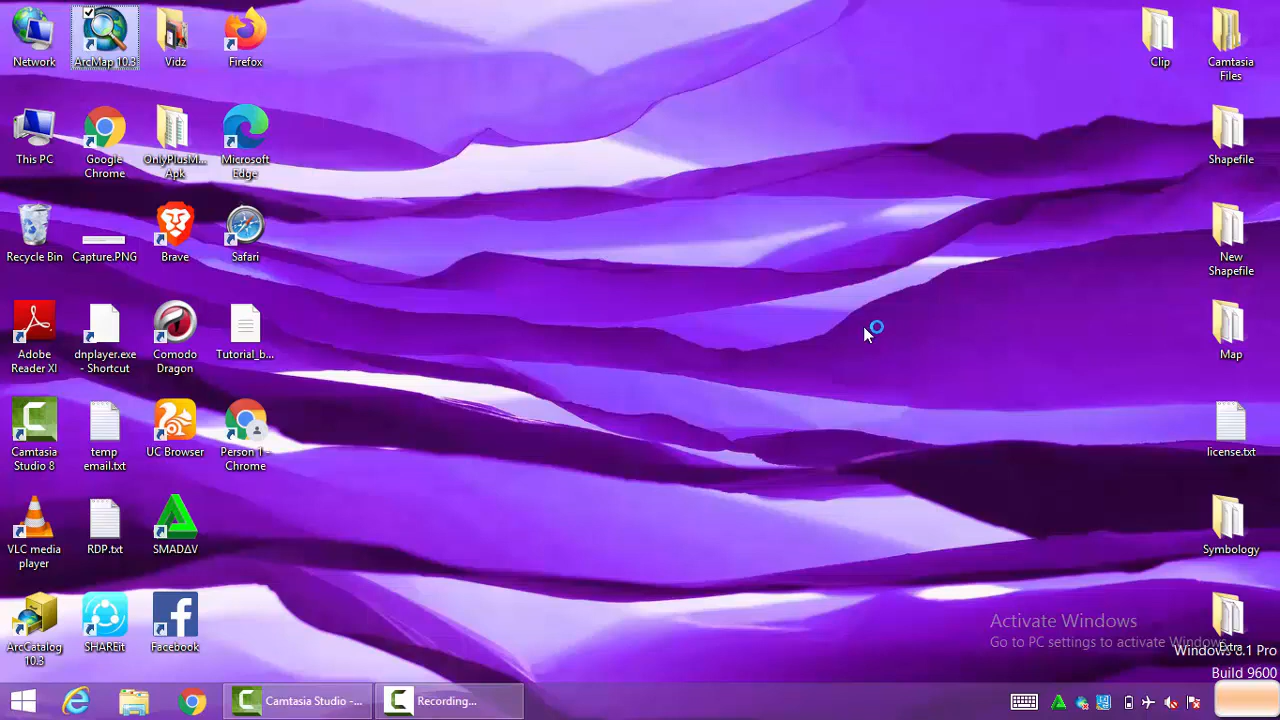 Network
ArcMap 10.3
Vidz
Firefox
Clip
Camtasia
Files
This PC
Google
Chrome
OnlyPlusM...
Apk
Microsoft
Edge
Shapefile
Recycle Bin
Capture.PNG
Brave
Safari
New
Shapefile
Adobe
Reader XI
dnplayer.exe
- Shortcut
Comodo
Dragon
Tutorial_b...
Map
Camtasia
Studio 8
temp
email.txt
UC Browser
Person 1 -
Chrome
license.txt
VLC media
player
RDP.txt
SMADAV
Symbology
ArcCatalog
10.3
SHAREit
Facebook
Extra
Activate Windows
Go to PC settings to activate Windows.
Windows 8.1 Pro
Build 9600
Camtasia Studio -...
Recording...